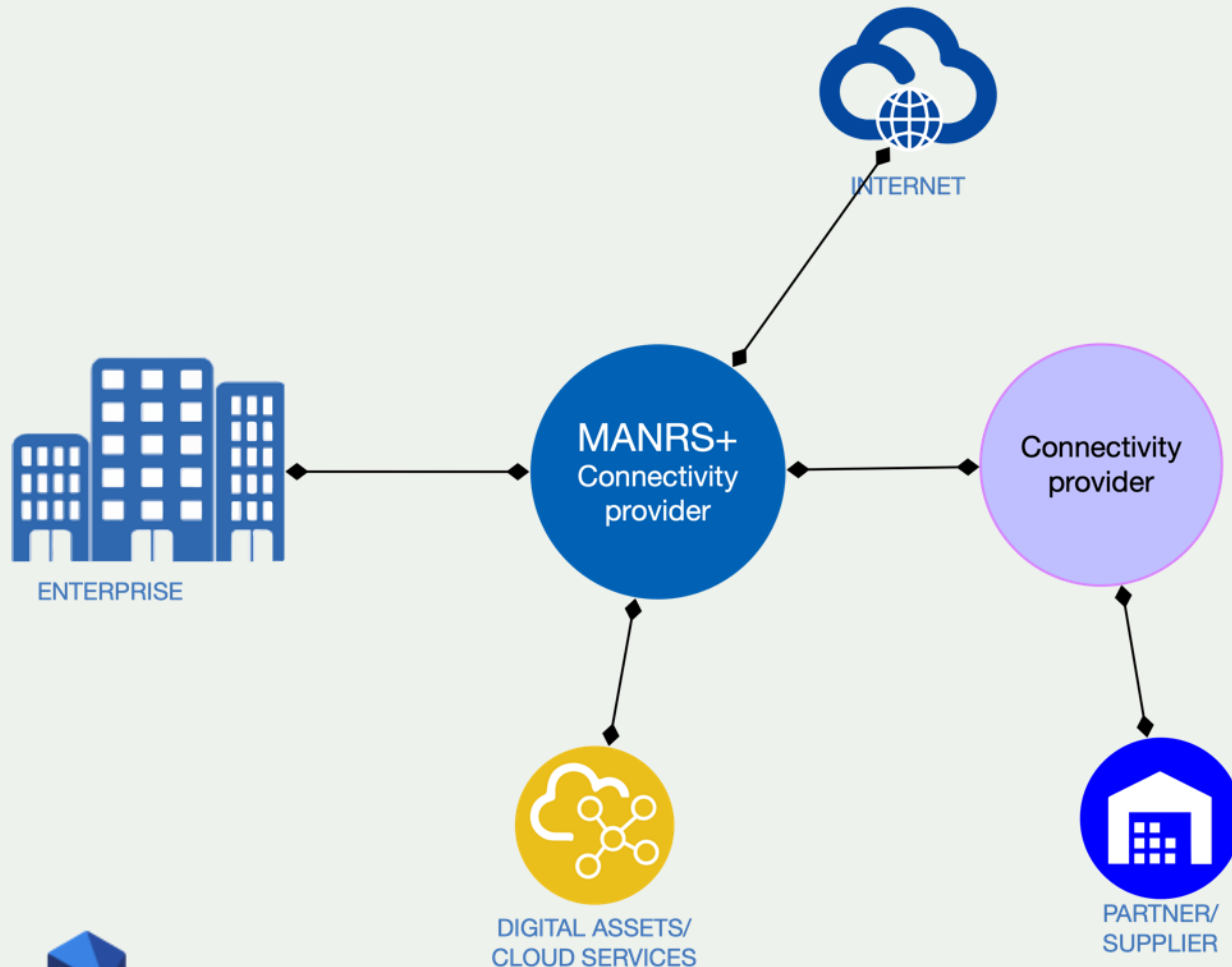 INTERNET
MANRS+
Connectivity
provider
Connectivity
provider
ENTERPRISE
DIGITAL ASSETS/
CLOUD SERVICES
PARTNER/
SUPPLIER